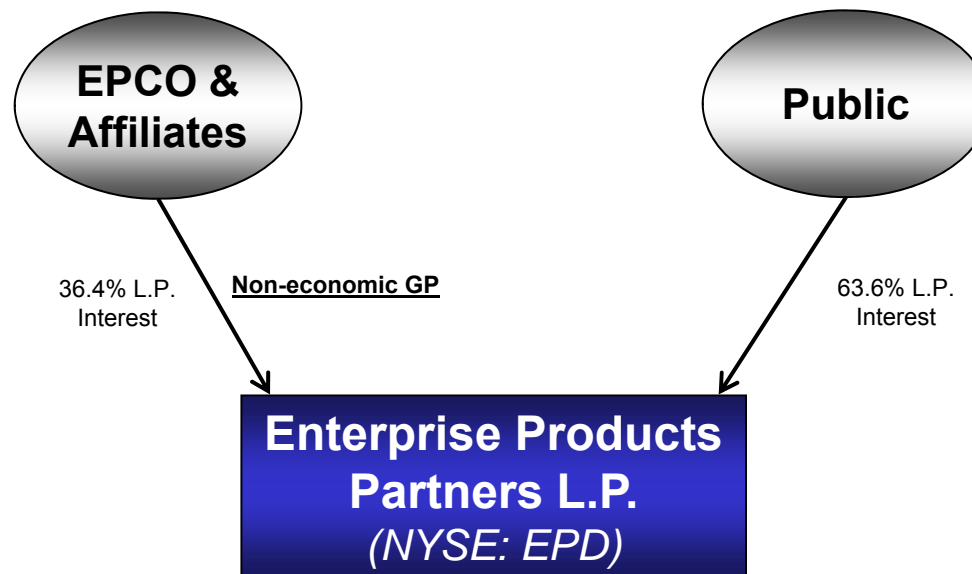 EPCO &
Affiliates
Public
36.4% L.P.
Interest
Non-economic GP
63.6% L.P.
Interest
Enterprise Products
Partners L.P.
(NYSE: EPD)